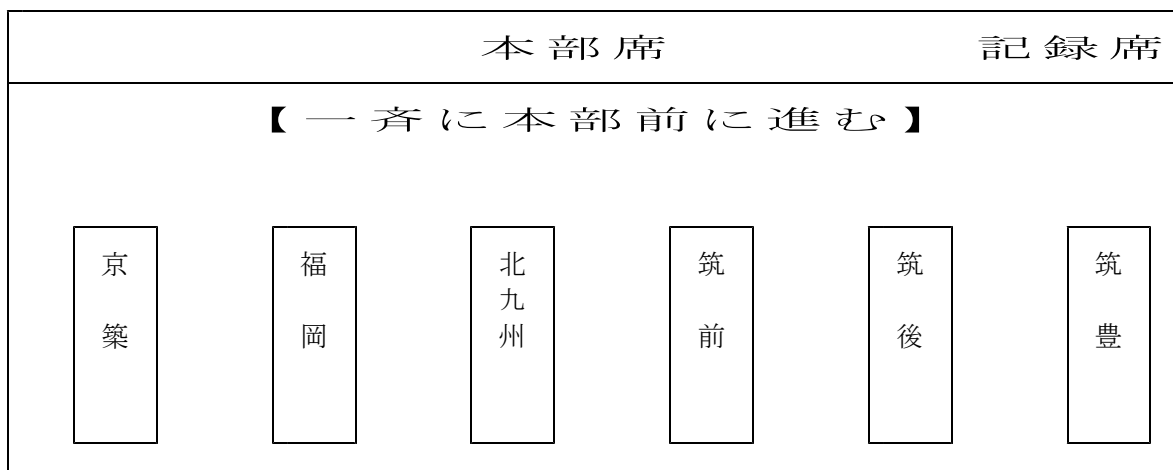 本部席 記録席
【一斉に本部前に進む】
京築
福岡
北九州
筑前
筑後
筑豊